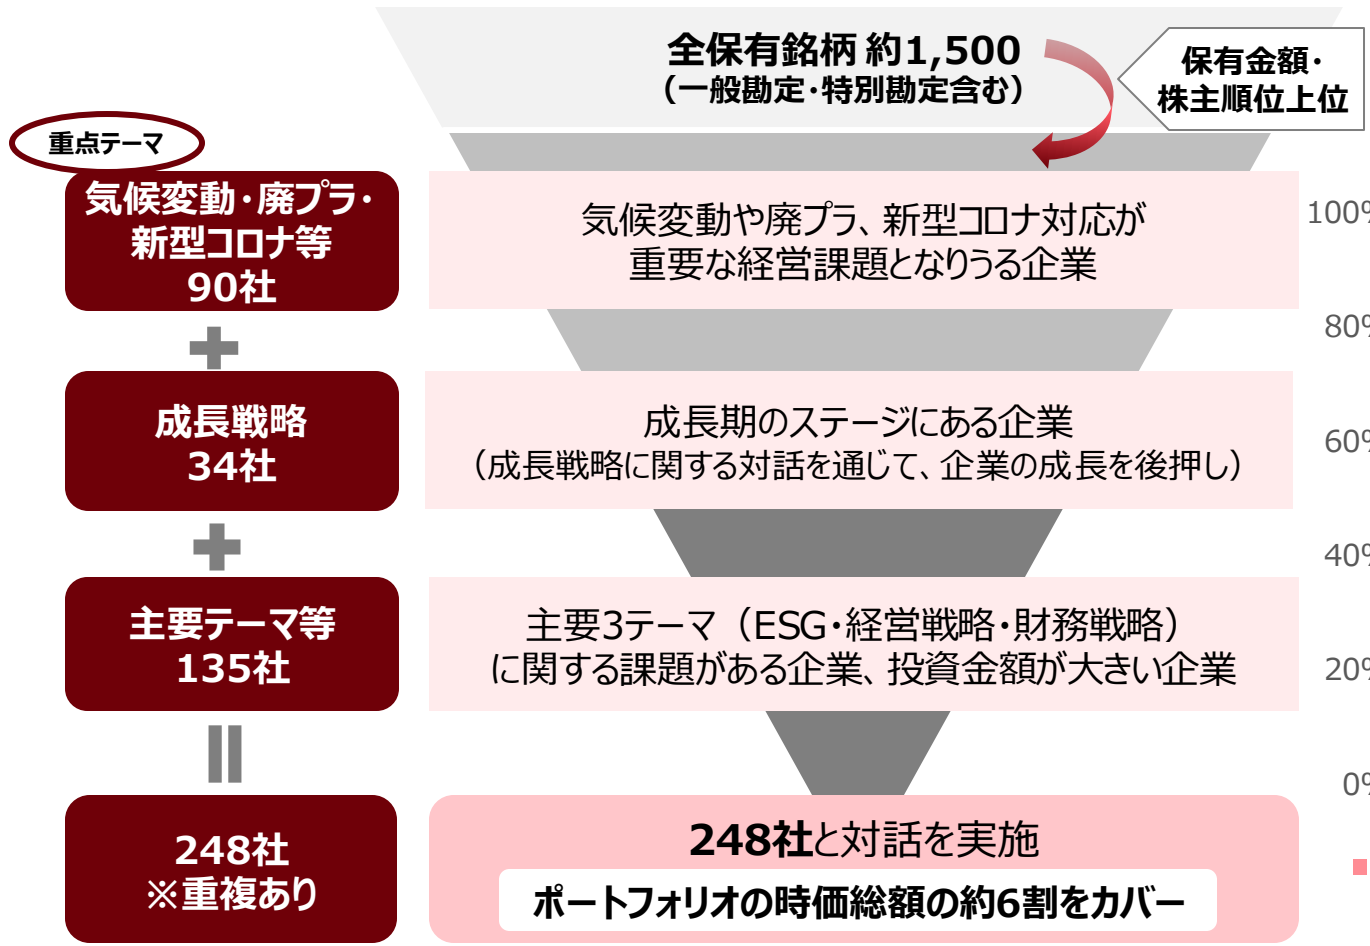 全保有銘柄 約1,500
（一般勘定・特別勘定含む）
保有金額・
株主順位上位
重点テーマ
気候変動・廃プラ・
新型コロナ等
90社
気候変動や廃プラ、新型コロナ対応が
重要な経営課題となりうる企業
成長戦略
34社
成長期のステージにある企業
（成長戦略に関する対話を通じて、企業の成長を後押し）
主要テーマ等
135社
主要3テーマ（ESG・経営戦略・財務戦略）
に関する課題がある企業、投資金額が大きい企業
248社
※重複あり
248社と対話を実施
ポートフォリオの時価総額の約6割をカバー
100%
80%
60%
40%
20%
0%